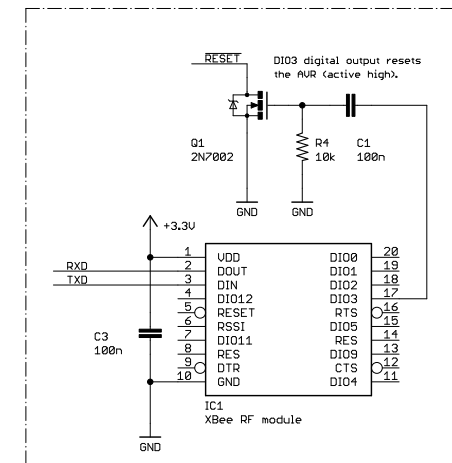 RESET
DIO3 digital output resets
the AVR (active high).
Q1
2N7002
R4
10k
C1
100n
GND
GND
+3.3V
RXD
TXD
C3
100n
1 VDD DIO0 20
2 DOUT DIO1 19
3 DIN DIO2 18
4 DIO12 DIO3 17
5 RESET RTS 16
6 RSSI DIO5 15
7 DIO11 RES 14
8 RES DIO9 13
9 DTR CTS 12
10 GND DIO4 11
IC1
XBee RF module
GND